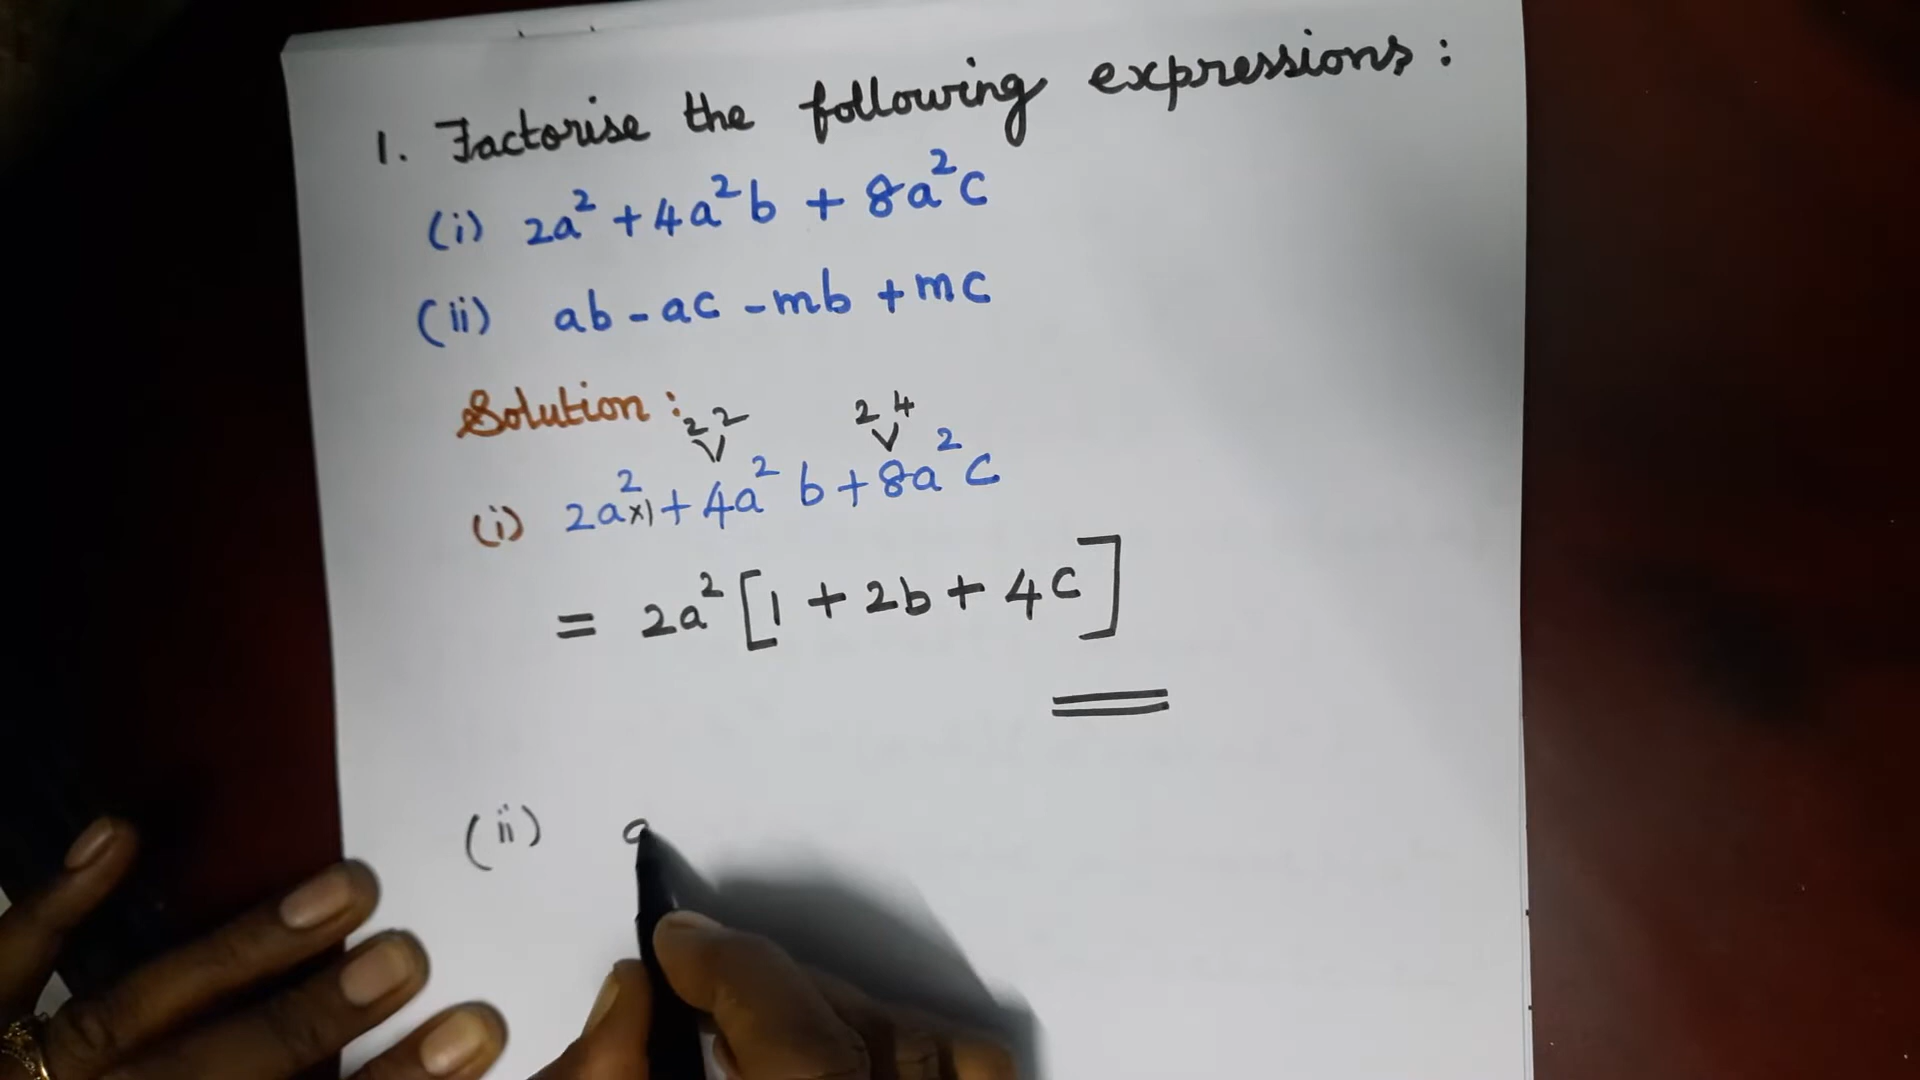 1. Factorise the following expressions:
(i) 2a² + 4a²b + 8a²c
(ii) ab - ac - mb + mc
Solution:
2 2 2 4
(i) 2a²×1 + 4a²b + 8a²c
= 2a² [1 + 2b + 4c]
(ii) a